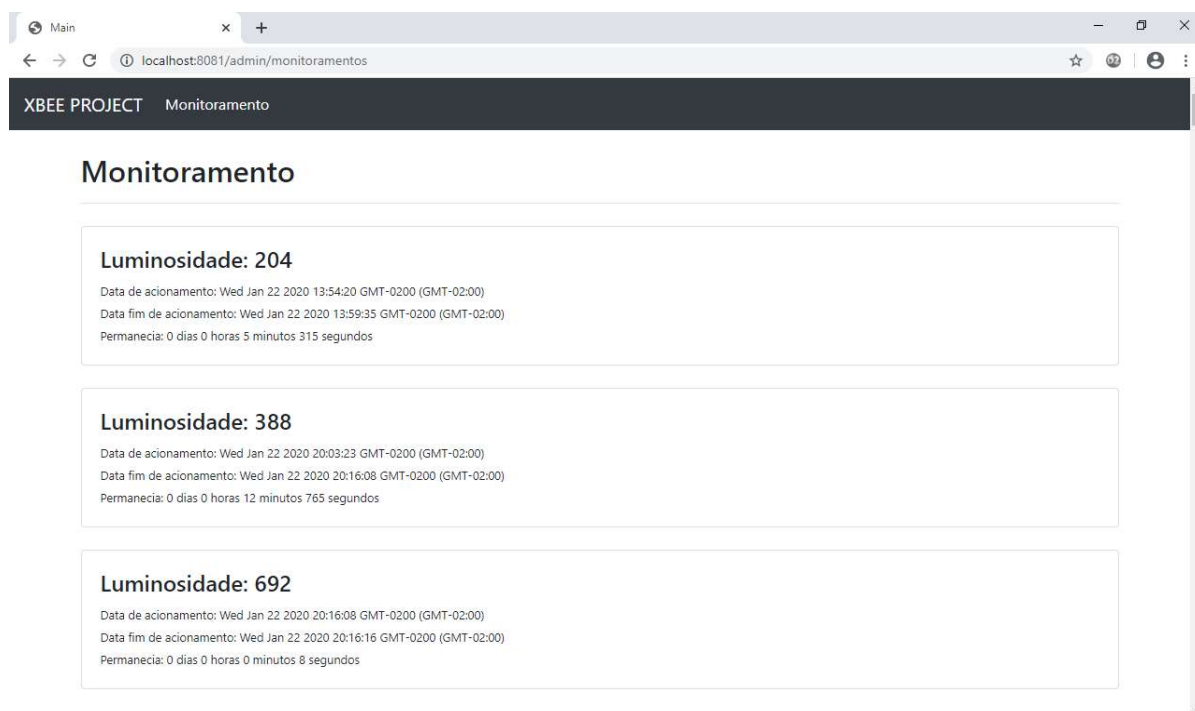 Main
localhost:8081/admin/monitoramentos
XBEE PROJECT Monitoramento
Monitoramento
Luminosidade: 204
Data de acionamento: Wed Jan 22 2020 13:54:20 GMT-0200 (GMT-02:00)
Data fim de acionamento: Wed Jan 22 2020 13:59:35 GMT-0200 (GMT-02:00)
Permanecia: 0 dias 0 horas 5 minutos 315 segundos
Luminosidade: 388
Data de acionamento: Wed Jan 22 2020 20:03:23 GMT-0200 (GMT-02:00)
Data fim de acionamento: Wed Jan 22 2020 20:16:08 GMT-0200 (GMT-02:00)
Permanecia: 0 dias 0 horas 12 minutos 765 segundos
Luminosidade: 692
Data de acionamento: Wed Jan 22 2020 20:16:08 GMT-0200 (GMT-02:00)
Data fim de acionamento: Wed Jan 22 2020 20:16:16 GMT-0200 (GMT-02:00)
Permanecia: 0 dias 0 horas 0 minutos 8 segundos